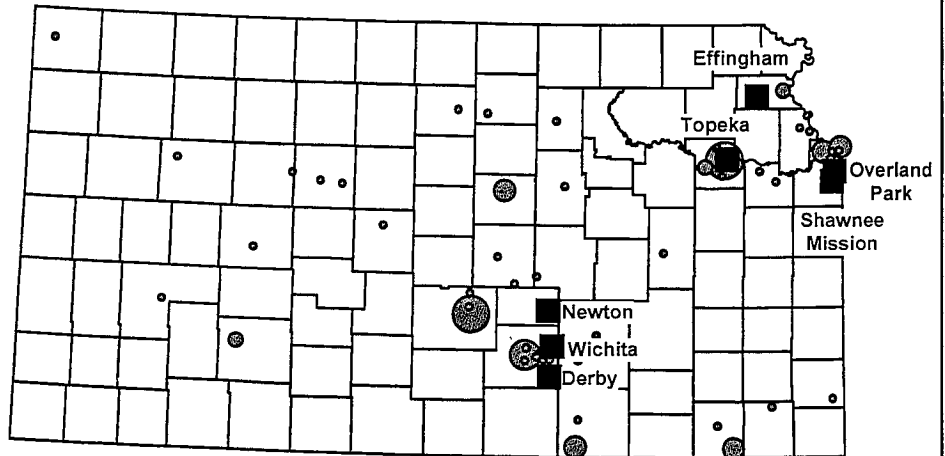 Effingham
Topeka
Overland
Park
Shawnee
Mission
Newton
Wichita
Derby